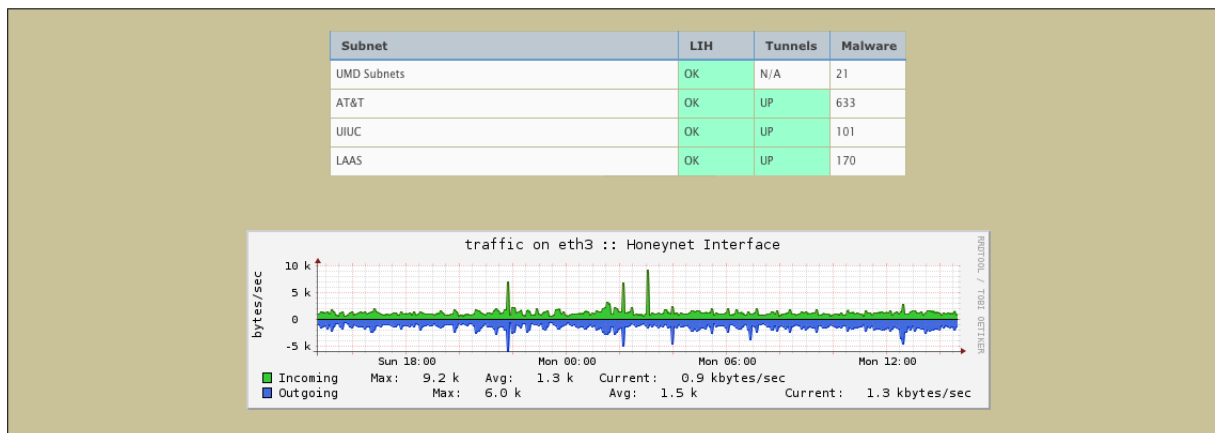 Subnet LIH Tunnels Malware
UMD Subnets OK N/A 21
AT&T OK UP 633
UIUC OK UP 101
LAAS OK UP 170
traffic on eth3 :: Honeynet Interface
RRDTOOL / TOBI OETIKER
bytes/sec
10 k
5 k
0
-5 k
Sun 18:00 Mon 00:00 Mon 06:00 Mon 12:00
Incoming Max: 9.2 k Avg: 1.3 k Current: 0.9 kbytes/sec
Outgoing Max: 6.0 k Avg: 1.5 k Current: 1.3 kbytes/sec